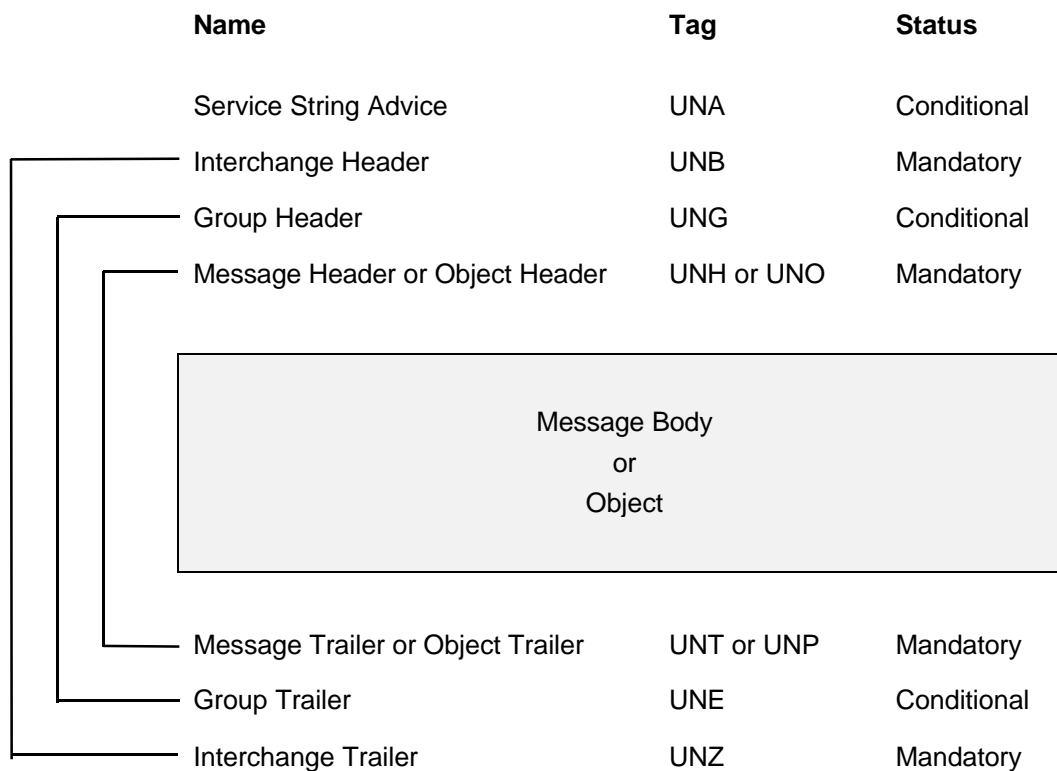 Name Tag Status
Service String Advice UNA Conditional
Interchange Header UNB Mandatory
Group Header UNG Conditional
Message Header or Object Header UNH or UNO Mandatory
Message Body
or
Object
Message Trailer or Object Trailer UNT or UNP Mandatory
Group Trailer UNE Conditional
Interchange Trailer UNZ Mandatory